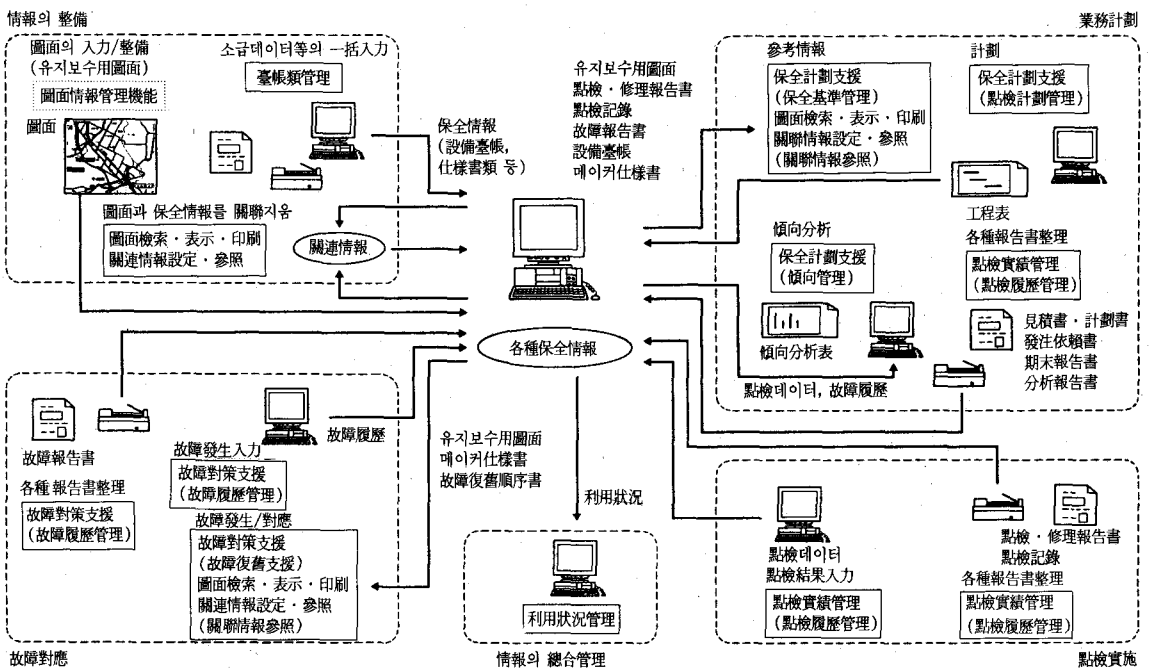 情報의 整備
圖面의 入力/整備
(유지보수用圖面)
圖面情報管理機能
圖面
소급데이터等의 一括入力
臺帳類管理
圖面과 保全情報를 關聯지움
圖面檢索·表示·印刷
關連情報設定·參照
關連情報
保全情報
(設備臺帳,
仕樣書類 등)
유지보수用圖面
點檢·修理報告書
點檢記錄
故障報告書
設備臺帳
메이커仕樣書
各種保全情報
業務計劃
參考情報
保全計劃支援
(保全基準管理)
圖面檢索·表示·印刷
關聯情報設定·參照
(關聯情報參照)
計劃
保全計劃支援
(點檢計劃管理)
工程表
傾向分析
保全計劃支援
(傾向管理)
傾向分析表
各種報告書整理
點檢實績管理
(點檢履歷管理)
見積書·計劃書
發注依賴書
期末報告書
分析報告書
點檢데이터, 故障履歷
故障報告書
各種報告書整理
故障對策支援
(故障履歷管理)
故障履歷
故障發生入力
故障對策支援
(故障履歷管理)
故障發生/對應
故障對策支援
(故障復舊支援)
圖面檢索·表示·印刷
關連情報設定·參照
(關聯情報參照)
故障對應
유지보수用圖面
메이커仕樣書
故障復舊順序書
利用狀況
利用狀況管理
情報의 總合管理
點檢데이터
點檢結果入力
點檢實績管理
(點檢履歷管理)
點檢·修理報告書
點檢記錄
各種報告書整理
點檢實績管理
(點檢履歷管理)
點檢實施